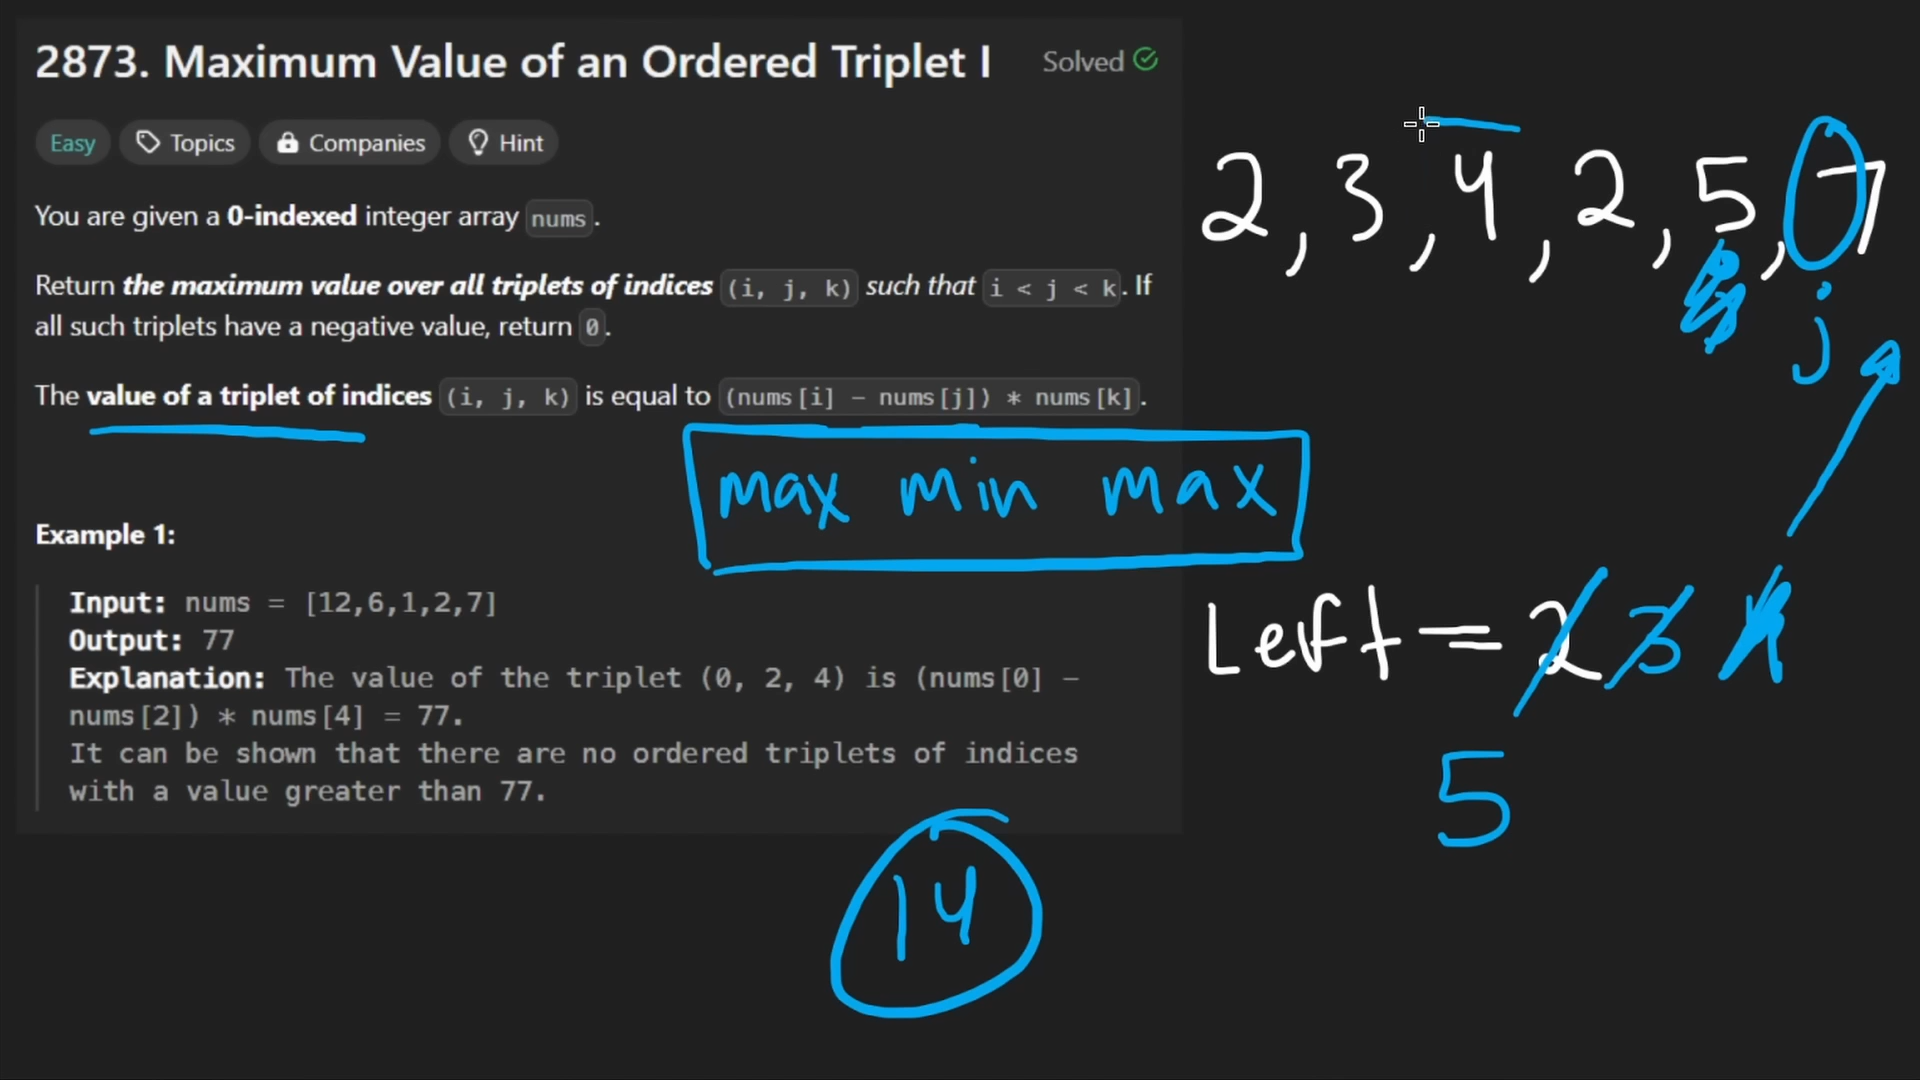 2873. Maximum Value of an Ordered Triplet I
Solved
Easy Topics Companies Hint
You are given a 0-indexed integer array nums.
Return the maximum value over all triplets of indices (i, j, k) such that i < j < k. If
all such triplets have a negative value, return 0.
The value of a triplet of indices (i, j, k) is equal to (nums[i] - nums[j]) * nums[k].
max min max
Example 1:
Input: nums = [12,6,1,2,7]
Output: 77
Explanation: The value of the triplet (0, 2, 4) is (nums[0] -
nums[2]) * nums[4] = 77.
It can be shown that there are no ordered triplets of indices
with a value greater than 77.
14
2, 3, 4, 2, 5, 7
j
Left = 2 3 4
5